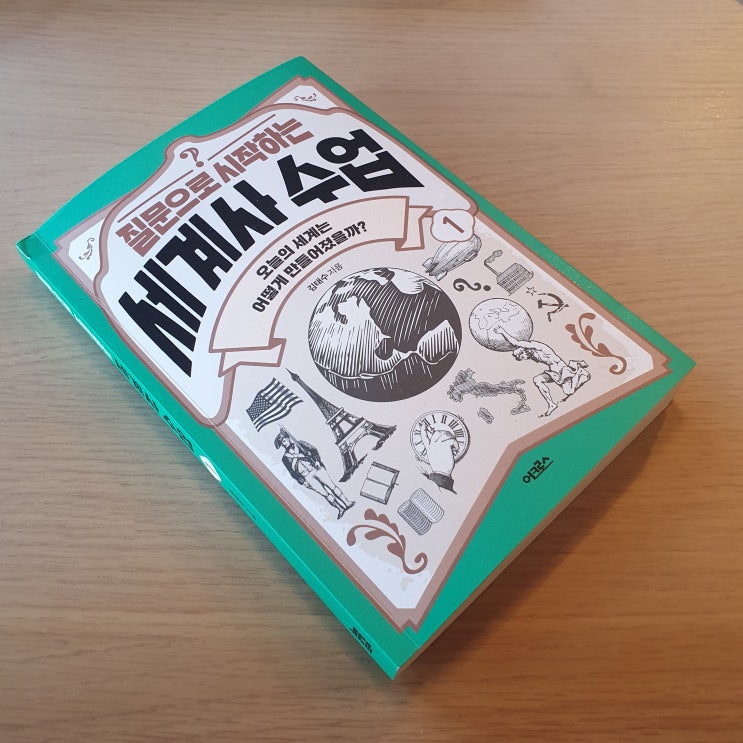 질문으로 시작하는
세계사 수업
1
오늘의 세계는
어떻게 만들어졌을까?
김태수 지음
어크로스